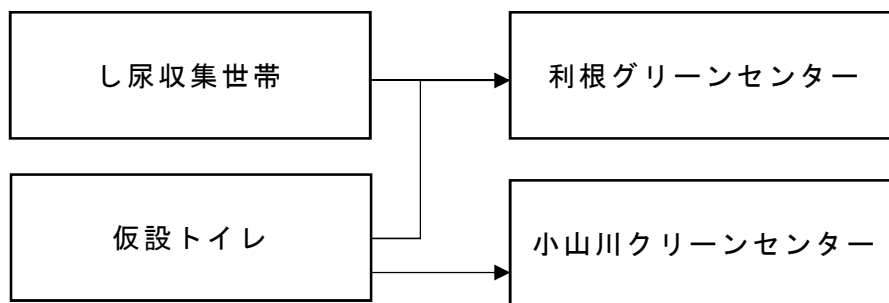 し尿収集世帯
利根グリーンセンター
仮設トイレ
小山川クリーンセンター